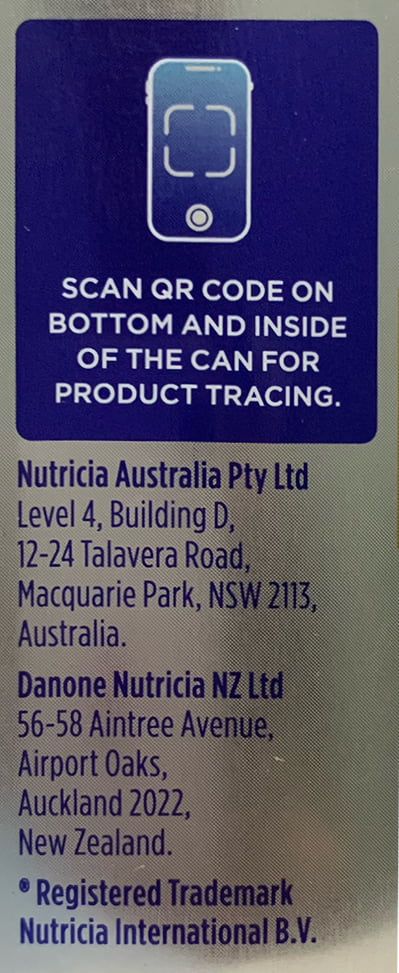 SCAN QR CODE ON
BOTTOM AND INSIDE
OF THE CAN FOR
PRODUCT TRACING.
Nutricia Australia Pty Ltd
Level 4, Building D,
12-24 Talavera Road,
Macquarie Park, NSW 2113,
Australia.
Danone Nutricia NZ Ltd
56-58 Aintree Avenue,
Airport Oaks,
Auckland 2022,
New Zealand.
® Registered Trademark
Nutricia International B.V.